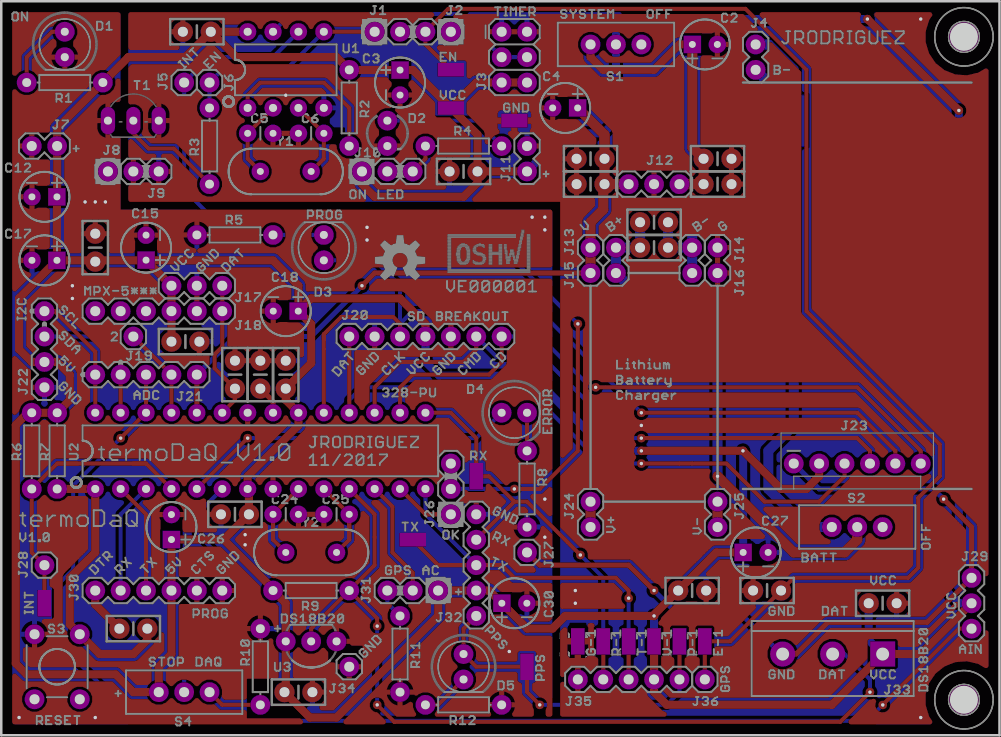 ON
D1
R1
J1
J2
TIMER
SYSTEM OFF
S1
C2
J4
JRODRIGUEZ
B-
INT
EN
J5
J6
U1
C3
EN
VCC
J3
GND
C4
T1
R2
D2
R4
R3
C5
C6
Y1
J10
ON LED
J11
J7
J8
J9
C12
J12
C17
C15
R5
PROG
OSHW
VE000001
V
B+
B-
G
J13
J14
J15
J16
VCC
GND
DAT
MPX-5***
J17
J18
C18
D3
I2C
SCL
SDA
5V
GND
J22
2
J19
ADC
J21
J20
SD BREAKOUT
DAT
GND
CLK
VCC
GND
CMD
CD
328-PU
D4
ERROR
Lithium
Battery
Charger
J23
R6
R7
U2
termoDaQ_V1.0
JRODRIGUEZ
11/2017
RX
R8
termoDaQ
V1.0
C26
C24
C25
Y2
J26
OK
TX
GND
RX
TX
PPS
J27
J24
V+
J25
V-
S2
OFF
BATT
C27
J28
INT
J30
DTR
RX
TX
5V
CTS
GND
PROG
R9
J31
GPS
AC
J32
C30
J29
VCC
AIN
VCC
GND
DAT
S3
RESET
STOP DAQ
S4
R10
DS18B20
U3
GND
J34
R11
D5
R12
PPS
J35
J36
GPS
E-1
GND
DAT
VCC
J33
DS18B20